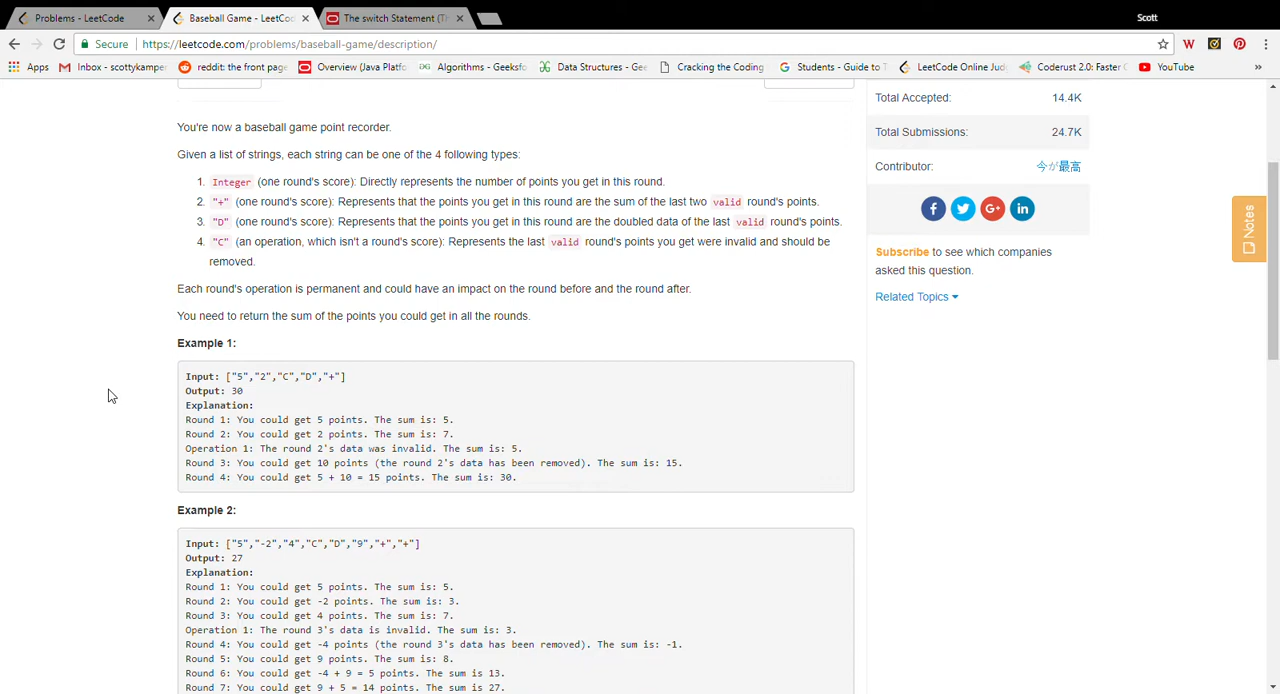 Problems - LeetCode
Baseball Game - LeetCo
The switch Statement (T
Scott
Secure
https://leetcode.com/problems/baseball-game/description/
Apps
Inbox - scottykamper
reddit: the front page
Overview (Java Platfo
Algorithms - Geeksfo
Data Structures - Gee
Cracking the Coding
Students - Guide to T
LeetCode Online Jud
Coderust 2.0: Faster C
YouTube
»
You're now a baseball game point recorder.
Given a list of strings, each string can be one of the 4 following types:
1. Integer (one round's score): Directly represents the number of points you get in this round.
2. "+" (one round's score): Represents that the points you get in this round are the sum of the last two valid round's points.
3. "D" (one round's score): Represents that the points you get in this round are the doubled data of the last valid round's points.
4. "C" (an operation, which isn't a round's score): Represents the last valid round's points you get were invalid and should be
removed.
Each round's operation is permanent and could have an impact on the round before and the round after.
You need to return the sum of the points you could get in all the rounds.
Example 1:
Input: ["5","2","C","D","+"]
Output: 30
Explanation:
Round 1: You could get 5 points. The sum is: 5.
Round 2: You could get 2 points. The sum is: 7.
Operation 1: The round 2's data was invalid. The sum is: 5.
Round 3: You could get 10 points (the round 2's data has been removed). The sum is: 15.
Round 4: You could get 5 + 10 = 15 points. The sum is: 30.
Example 2:
Input: ["5","-2","4","C","D","9","+","+"]
Output: 27
Explanation:
Round 1: You could get 5 points. The sum is: 5.
Round 2: You could get -2 points. The sum is: 3.
Round 3: You could get 4 points. The sum is: 7.
Operation 1: The round 3's data is invalid. The sum is: 3.
Round 4: You could get -4 points (the round 3's data has been removed). The sum is: -1.
Round 5: You could get 9 points. The sum is: 8.
Round 6: You could get -4 + 9 = 5 points. The sum is 13.
Round 7: You could get 9 + 5 = 14 points. The sum is 27.
Total Accepted: 14.4K
Total Submissions: 24.7K
Contributor: 今が最高
Subscribe to see which companies
asked this question.
Related Topics
Notes